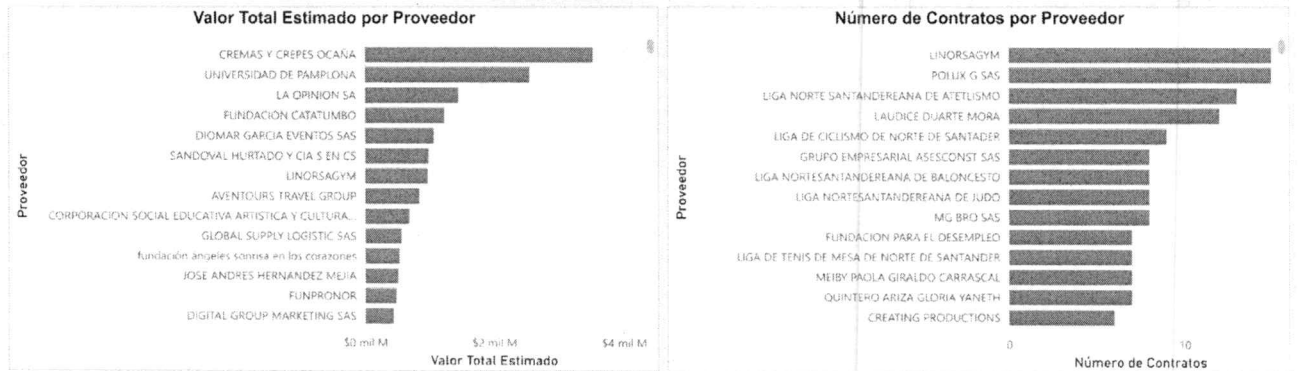 Valor Total Estimado por Proveedor
CREMAS Y CREPES OCAÑA
UNIVERSIDAD DE PAMPLONA
LA OPINION SA
FUNDACION CATATUMBO
DIOMAR GARCIA EVENTOS SAS
SANDOVAL HURTADO Y CIA S EN CS
LINORSAGYM
AVENTOURS TRAVEL GROUP
CORPORACION SOCIAL EDUCATIVA ARTISTICA Y CULTURA...
GLOBAL SUPPLY LOGISTIC SAS
fundación angeles sonrisa en los corazones
JOSE ANDRES HERNANDEZ MEJIA
FUNPRONOR
DIGITAL GROUP MARKETING SAS
Proveedor
$0 mil M
$2 mil M
$4 mil M
Valor Total Estimado
Número de Contratos por Proveedor
LINORSAGYM
POLUX G SAS
LIGA NORTE SANTANDEREANA DE ATETLISMO
LAUDICE DUARTE MORA
LIGA DE CICLISMO DE NORTE DE SANTADER
GRUPO EMPRESARIAL ASESCONST SAS
LIGA NORTESANTANDEREANA DE BALONCESTO
LIGA NORTESANTANDEREANA DE JUDO
MG BRO SAS
FUNDACION PARA EL DESEMPLEO
LIGA DE TENIS DE MESA DE NORTE DE SANTANDER
MEIBY PAOLA GIRALDO CARRASCAL
QUINTERO ARIZA GLORIA YANETH
CREATING PRODUCTIONS
Proveedor
0
10
Número de Contratos